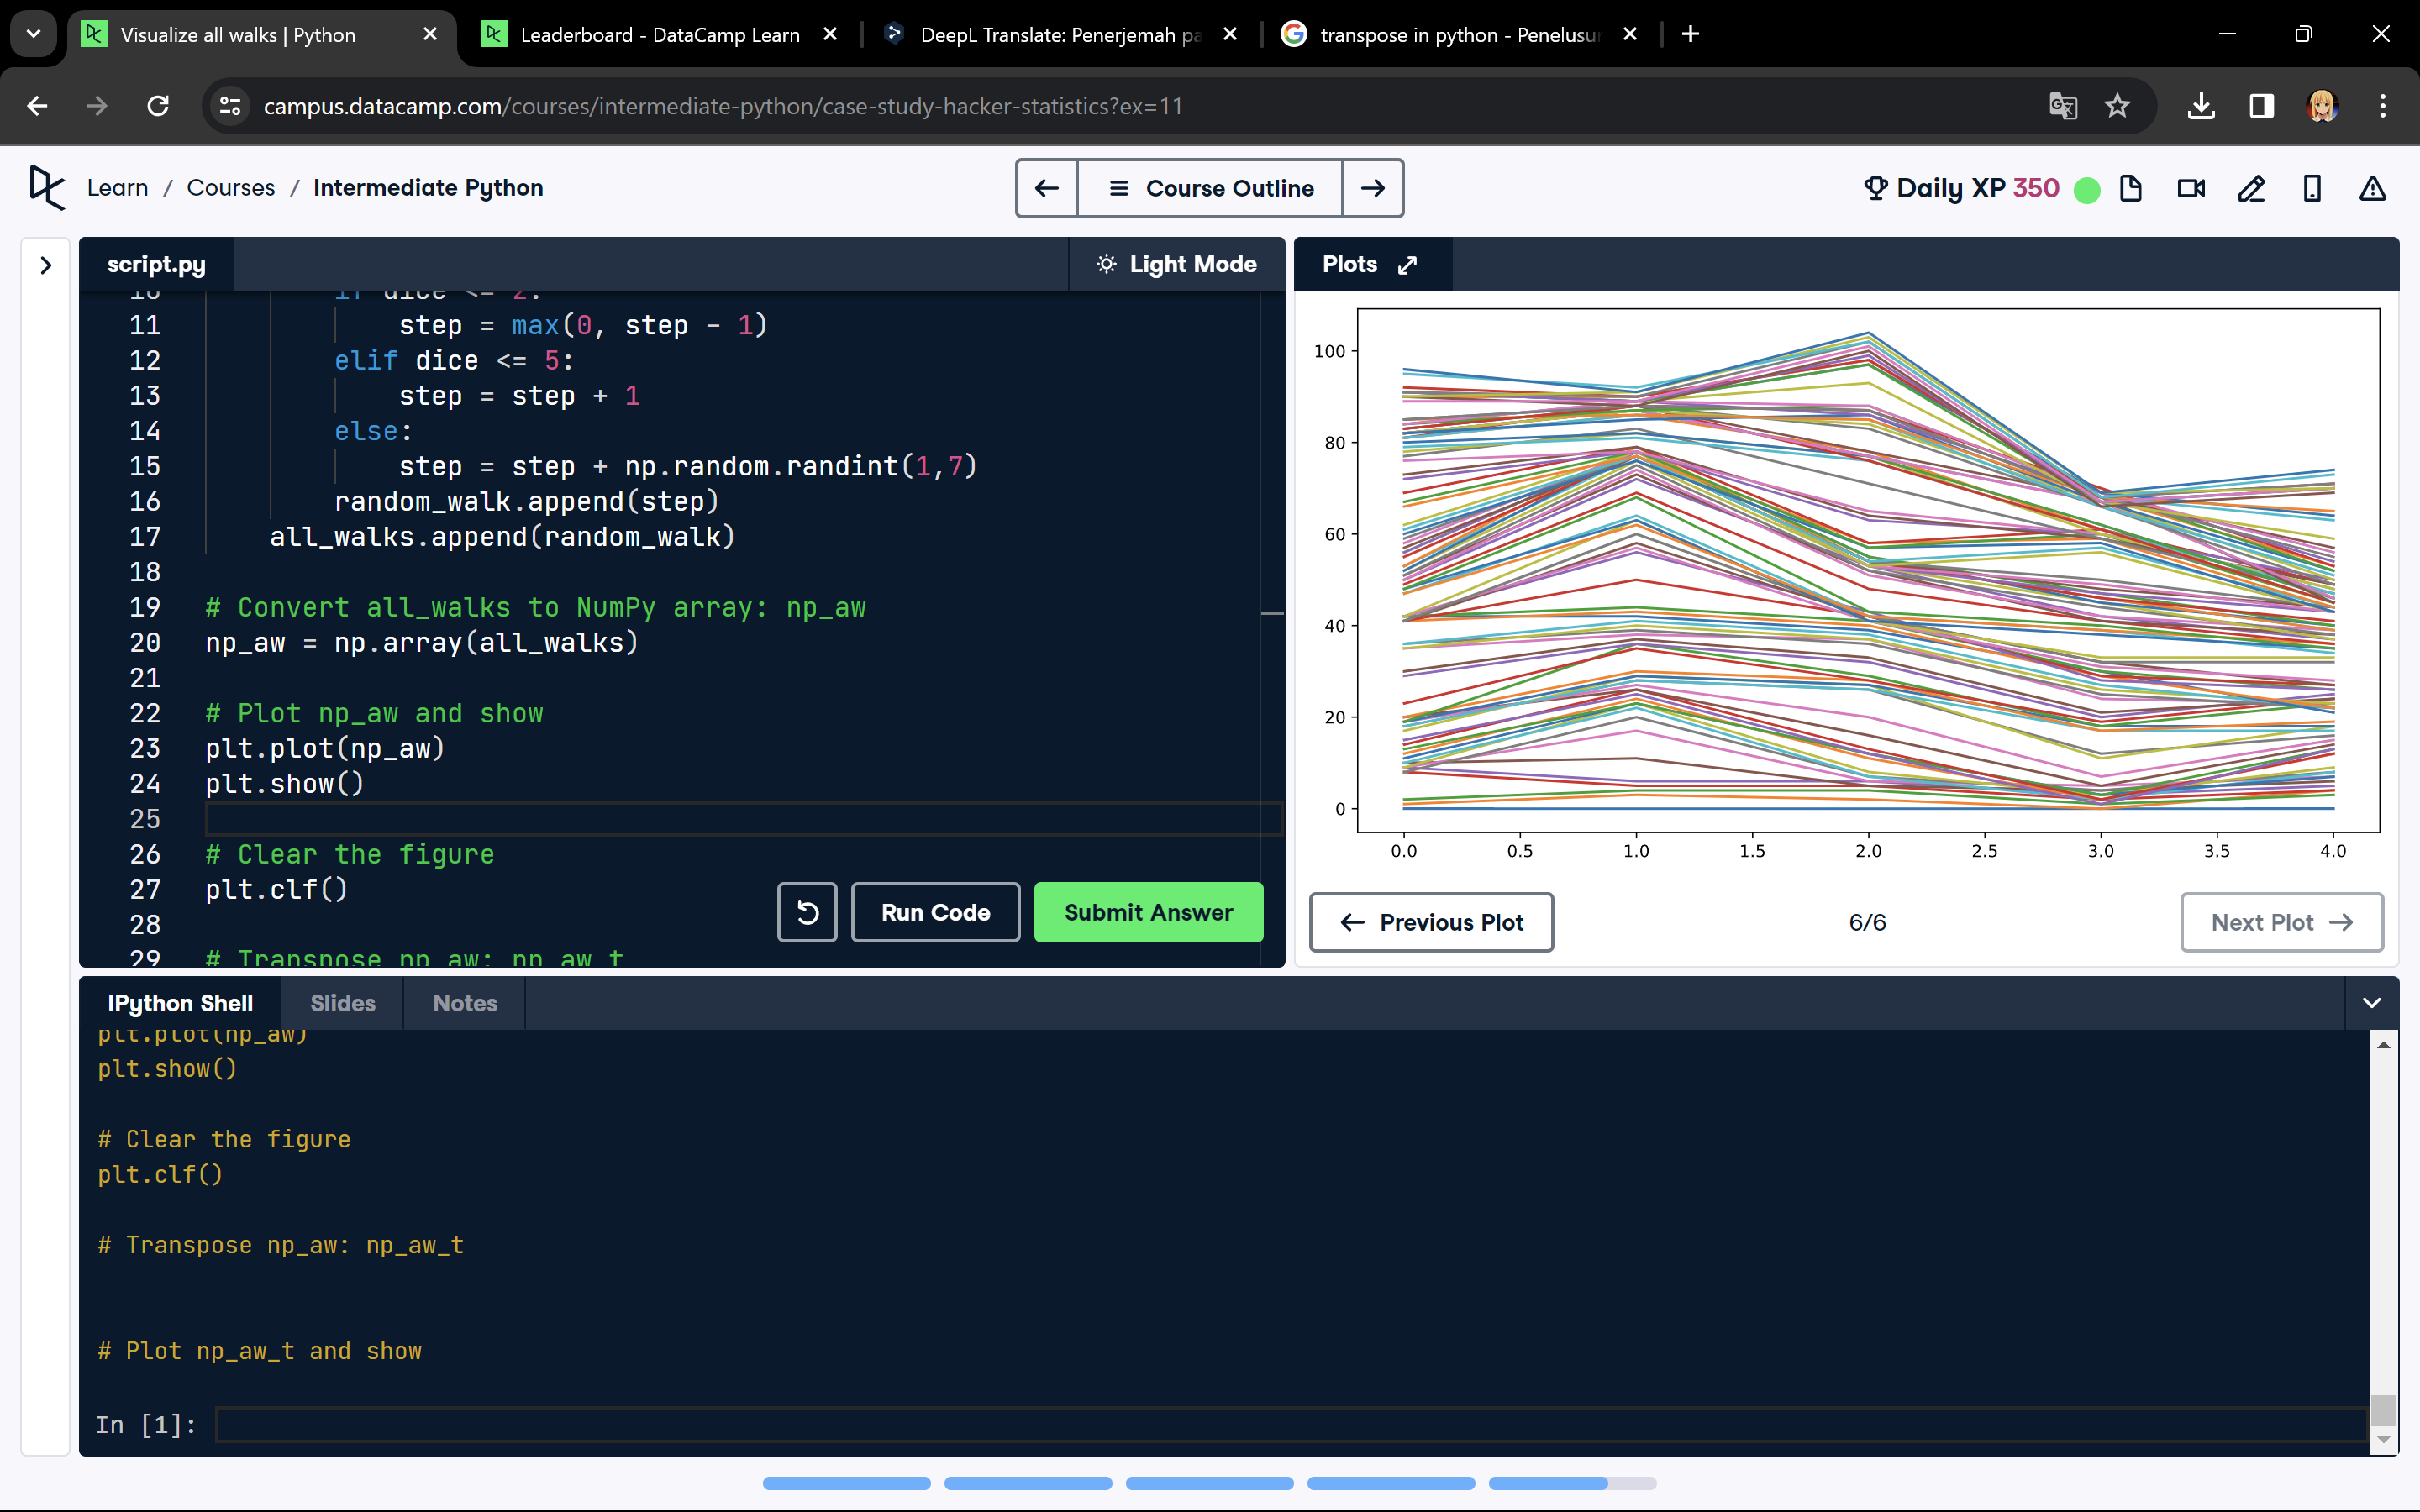 Visualize all walks | Python
Leaderboard - DataCamp Learn
DeepL Translate: Penerjemah pa
transpose in python - Penelusur
campus.datacamp.com/courses/intermediate-python/case-study-hacker-statistics?ex=11
Learn / Courses / Intermediate Python
Course Outline
Daily XP 350
script.py
Light Mode
10 if dice <= 2:
11 step = max(0, step - 1)
12 elif dice <= 5:
13 step = step + 1
14 else:
15 step = step + np.random.randint(1,7)
16 random_walk.append(step)
17 all_walks.append(random_walk)
18
19 # Convert all_walks to NumPy array: np_aw
20 np_aw = np.array(all_walks)
21
22 # Plot np_aw and show
23 plt.plot(np_aw)
24 plt.show()
25
26 # Clear the figure
27 plt.clf()
28
29 # Transpose np_aw: np_aw_t
Run Code
Submit Answer
Plots
100
80
60
40
20
0
0.0 0.5 1.0 1.5 2.0 2.5 3.0 3.5 4.0
Previous Plot
6/6
Next Plot
IPython Shell
Slides
Notes
plt.plot(np_aw)
plt.show()
# Clear the figure
plt.clf()
# Transpose np_aw: np_aw_t
# Plot np_aw_t and show
In [1]: